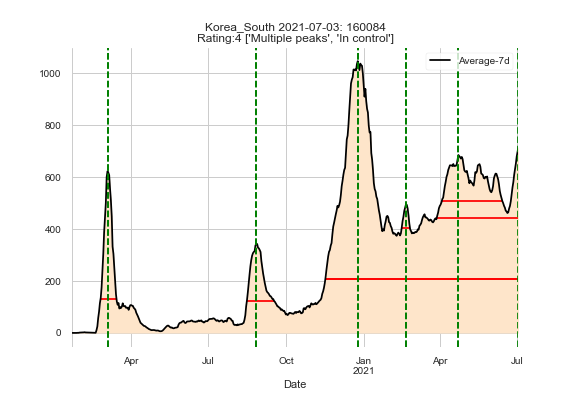 Korea_South 2021-07-03: 160084
Rating:4 ['Multiple peaks', 'In control']
Average-7d
1000
800
600
400
200
0
Apr
Jul
Oct
Jan
2021
Apr
Jul
Date